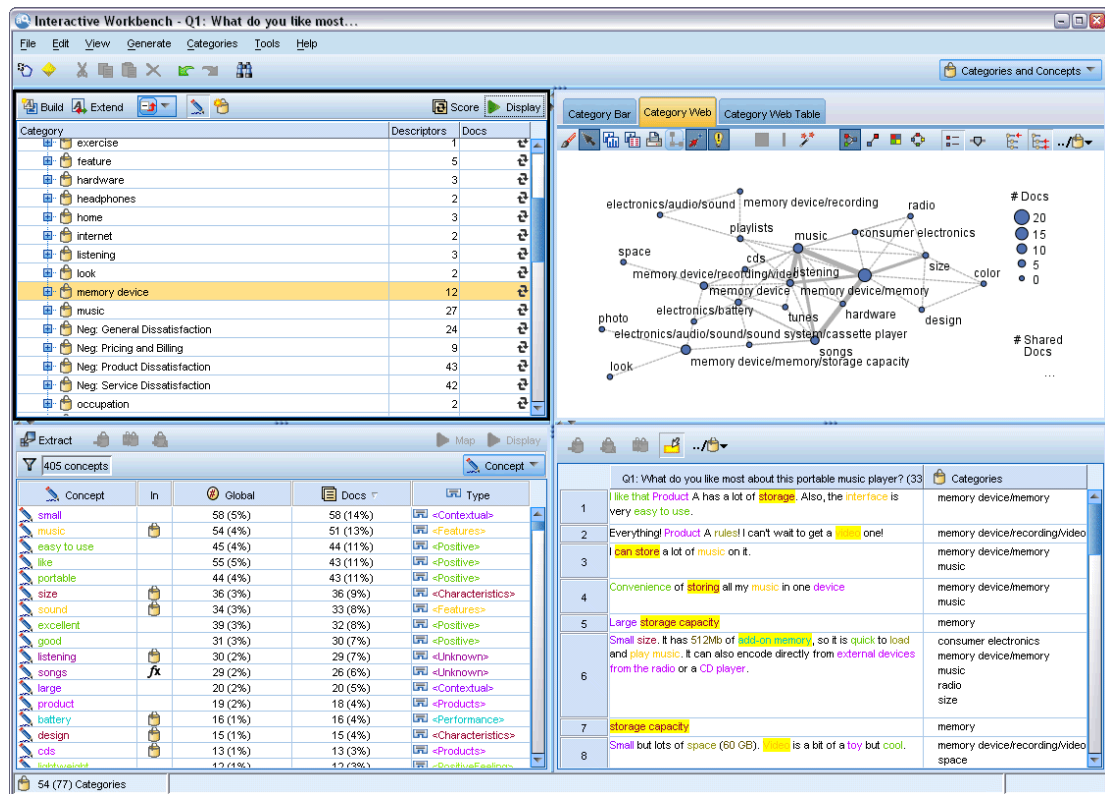 Interactive Workbench - Q1: What do you like most...
File Edit View Generate Categories Tools Help
Categories and Concepts
Build Extend Score Display
Category Descriptors Docs
exercise 1
feature 5
hardware 3
headphones 2
home 3
internet 2
listening 3
look 2
memory device 12
music 27
Neg: General Dissatisfaction 24
Neg: Pricing and Billing 9
Neg: Product Dissatisfaction 43
Neg: Service Dissatisfaction 42
occupation 2
Category Bar Category Web Category Web Table
electronics/audio/sound memory device/recording radio
playlists music consumer electronics
space cds size
memory device/recording/video listening color
memory device memory device/memory
electronics/battery tunes hardware design
photo electronics/audio/sound/sound system/cassette player
songs
look memory device/memory/storage capacity
# Docs
20
15
10
5
0
# Shared
Docs
...
Extract Map Display
405 concepts Concept
Concept In Global Docs Type
small 58 (5%) 58 (14%) <Contextual>
music 54 (4%) 51 (13%) <Features>
easy to use 45 (4%) 44 (11%) <Positive>
like 55 (5%) 43 (11%) <Positive>
portable 44 (4%) 43 (11%) <Positive>
size 36 (3%) 36 (9%) <Characteristics>
sound 34 (3%) 33 (8%) <Features>
excellent 39 (3%) 32 (8%) <Positive>
good 31 (3%) 30 (7%) <Positive>
listening 30 (2%) 29 (7%) <Unknown>
songs fx 29 (2%) 26 (6%) <Unknown>
large 20 (2%) 20 (5%) <Contextual>
product 19 (2%) 18 (4%) <Products>
battery 16 (1%) 16 (4%) <Performance>
design 15 (1%) 15 (4%) <Characteristics>
cds 13 (1%) 13 (3%) <Products>
lightweight 12 (1%) 12 (3%) <PositiveFeeling>
../
Q1: What do you like most about this portable music player? (33 Categories
1 I like that Product A has a lot of storage. Also, the interface is memory device/memory
very easy to use.
2 Everything! Product A rules! I can't wait to get a video one! memory device/recording/video
3 I can store a lot of music on it. memory device/memory
music
4 Convenience of storing all my music in one device memory device/memory
music
5 Large storage capacity memory
6 Small size. It has 512Mb of add-on memory, so it is quick to load consumer electronics
and play music. It can also encode directly from external devices memory device/memory
from the radio or a CD player. music
radio
size
7 storage capacity memory
8 Small but lots of space (60 GB). Video is a bit of a toy but cool. memory device/recording/video
space
54 (77) Categories